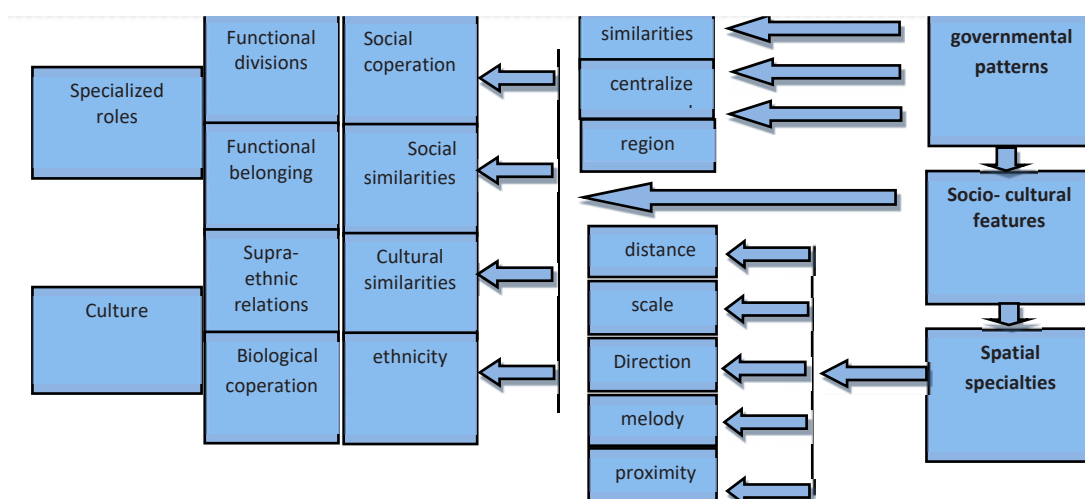 Specialized
roles
Culture
Functional
divisions
Functional
belonging
Supra-
ethnic
relations
Biological
coperation
Social
coperation
Social
similarities
Cultural
similarities
ethnicity
similarities
centralize
.
region
distance
scale
Direction
melody
proximity
governmental
patterns
Socio- cultural
features
Spatial
specialties